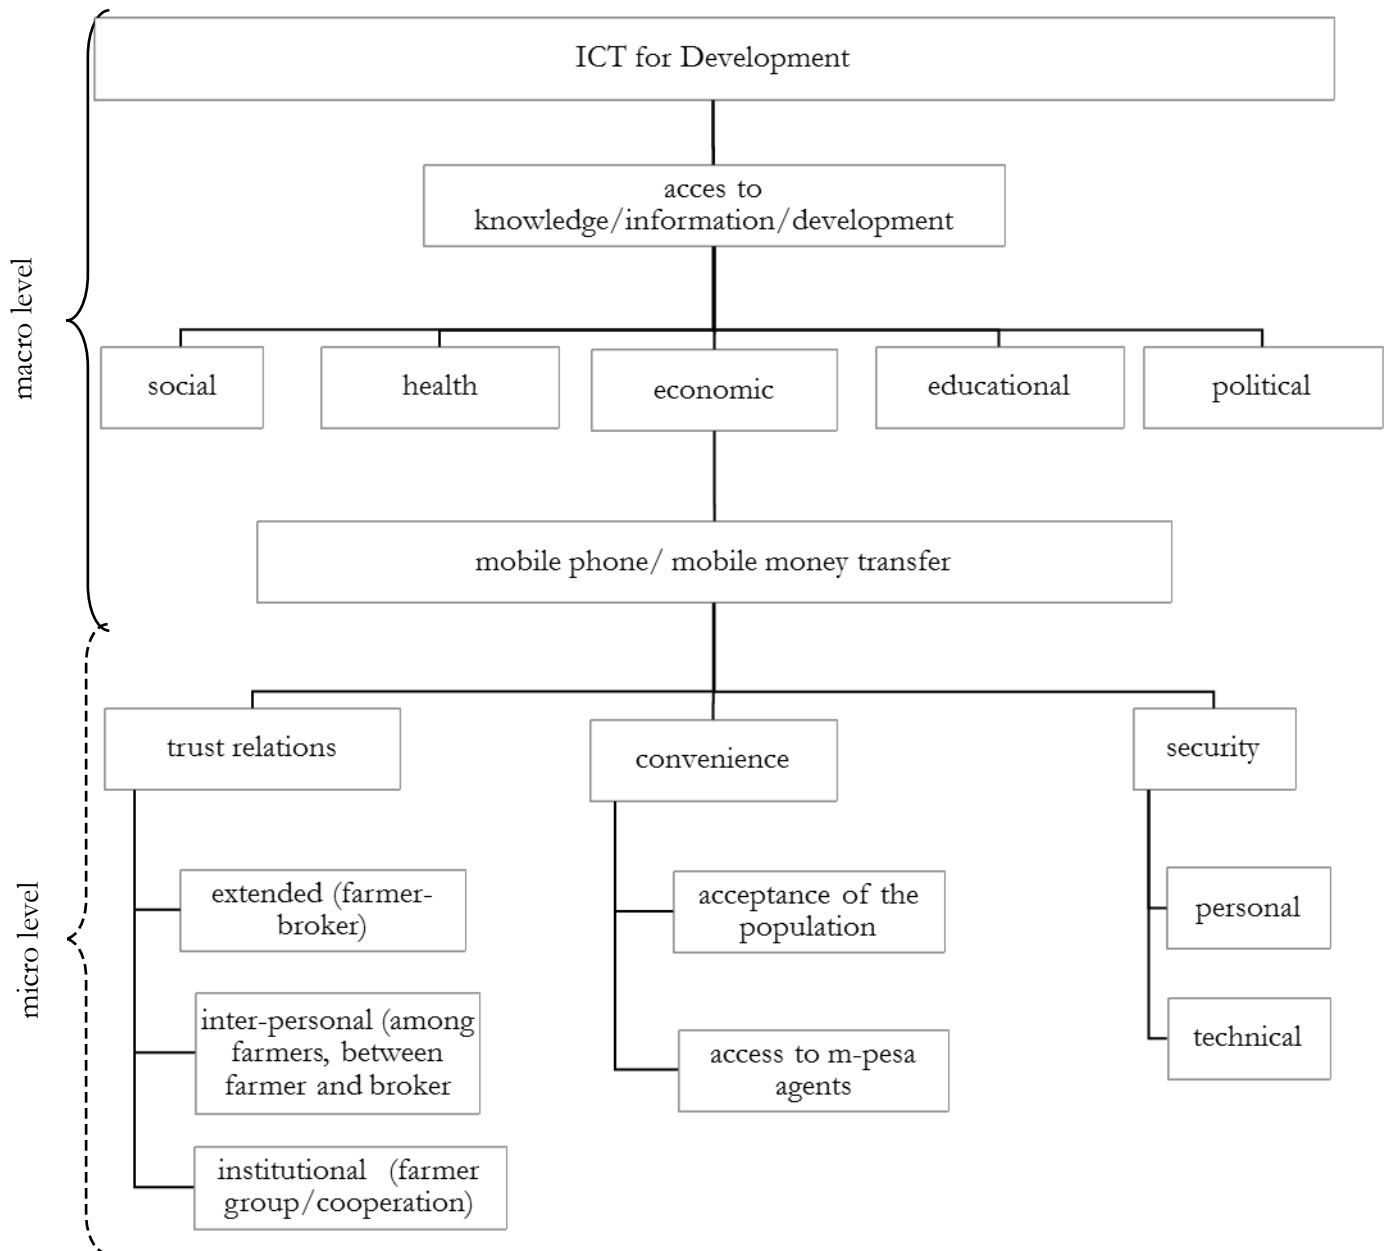 ICT for Development
acces to
knowledge/information/development
macro level
social
health
economic
educational
political
mobile phone/ mobile money transfer
micro level
trust relations
convenience
security
extended (farmer-
broker)
acceptance of the
population
personal
inter-personal (among
farmers, between
farmer and broker
access to m-pesa
agents
technical
institutional (farmer
group/cooperation)